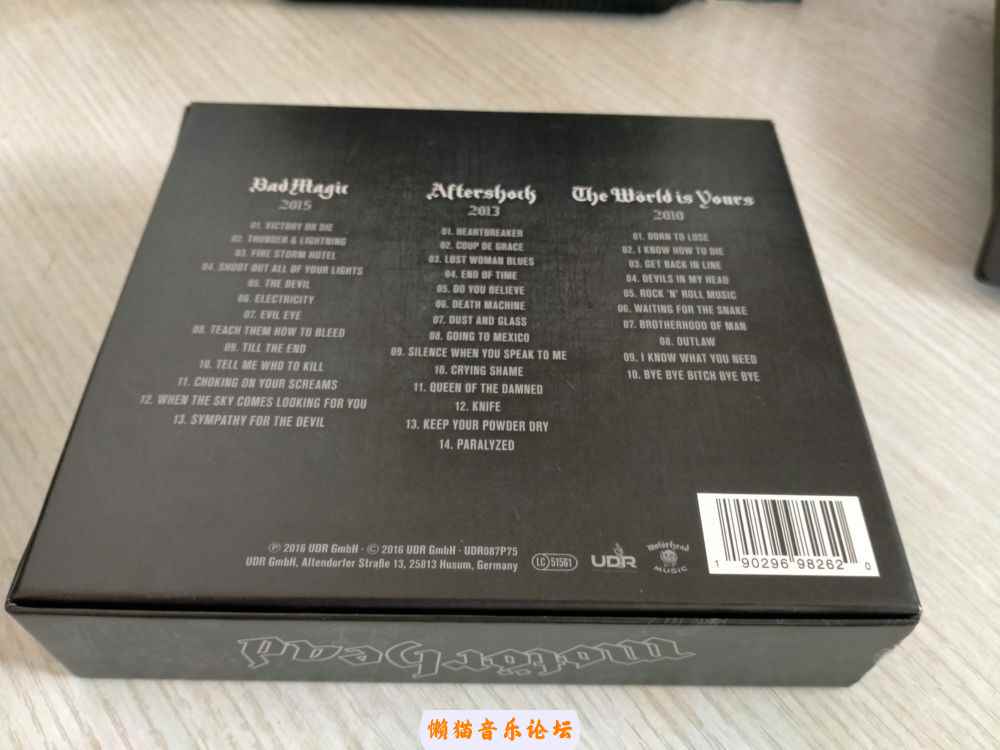 Bad Magic
2015
01. VICTORY OR DIE
02. THUNDER & LIGHTNING
03. FIRE STORM HOTEL
04. SHOOT OUT ALL OF YOUR LIGHTS
05. THE DEVIL
06. ELECTRICITY
07. EVIL EYE
08. TEACH THEM HOW TO BLEED
09. TILL THE END
10. TELL ME WHO TO KILL
11. CHOKING ON YOUR SCREAMS
12. WHEN THE SKY COMES LOOKING FOR YOU
13. SYMPATHY FOR THE DEVIL
Aftershock
2013
01. HEARTBREAKER
02. COUP DE GRACE
03. LOST WOMAN BLUES
04. END OF TIME
05. DO YOU BELIEVE
06. DEATH MACHINE
07. DUST AND GLASS
08. GOING TO MEXICO
09. SILENCE WHEN YOU SPEAK TO ME
10. CRYING SHAME
11. QUEEN OF THE DAMNED
12. KNIFE
13. KEEP YOUR POWDER DRY
14. PARALYZED
The Wörld is Yours
2010
01. BORN TO LOSE
02. I KNOW HOW TO DIE
03. GET BACK IN LINE
04. DEVILS IN MY HEAD
05. ROCK 'N' ROLL MUSIC
06. WAITING FOR THE SNAKE
07. BROTHERHOOD OF MAN
08. OUTLAW
09. I KNOW WHAT YOU NEED
10. BYE BYE BITCH BYE BYE
℗ 2016 UDR GmbH · © 2016 UDR GmbH · UDR087P75
UDR GmbH, Altendorfer Straße 13, 25813 Husum, Germany
LC 51561
UDR
Motörhead
MUSIC
1 90296 98262 0
Motörhead
懒猫音乐论坛